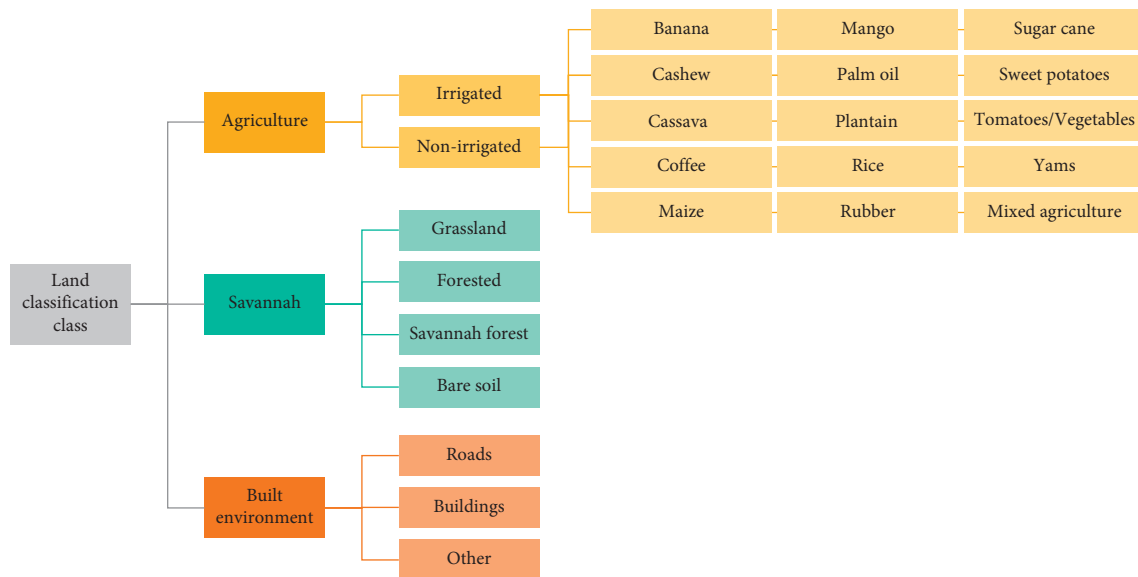 Banana
Mango
Sugar cane
Cashew
Palm oil
Sweet potatoes
Cassava
Plantain
Tomatoes/Vegetables
Coffee
Rice
Yams
Maize
Rubber
Mixed agriculture
Irrigated
Non-irrigated
Agriculture
Grassland
Forested
Savannah forest
Bare soil
Savannah
Land
classification
class
Roads
Buildings
Other
Built
environment